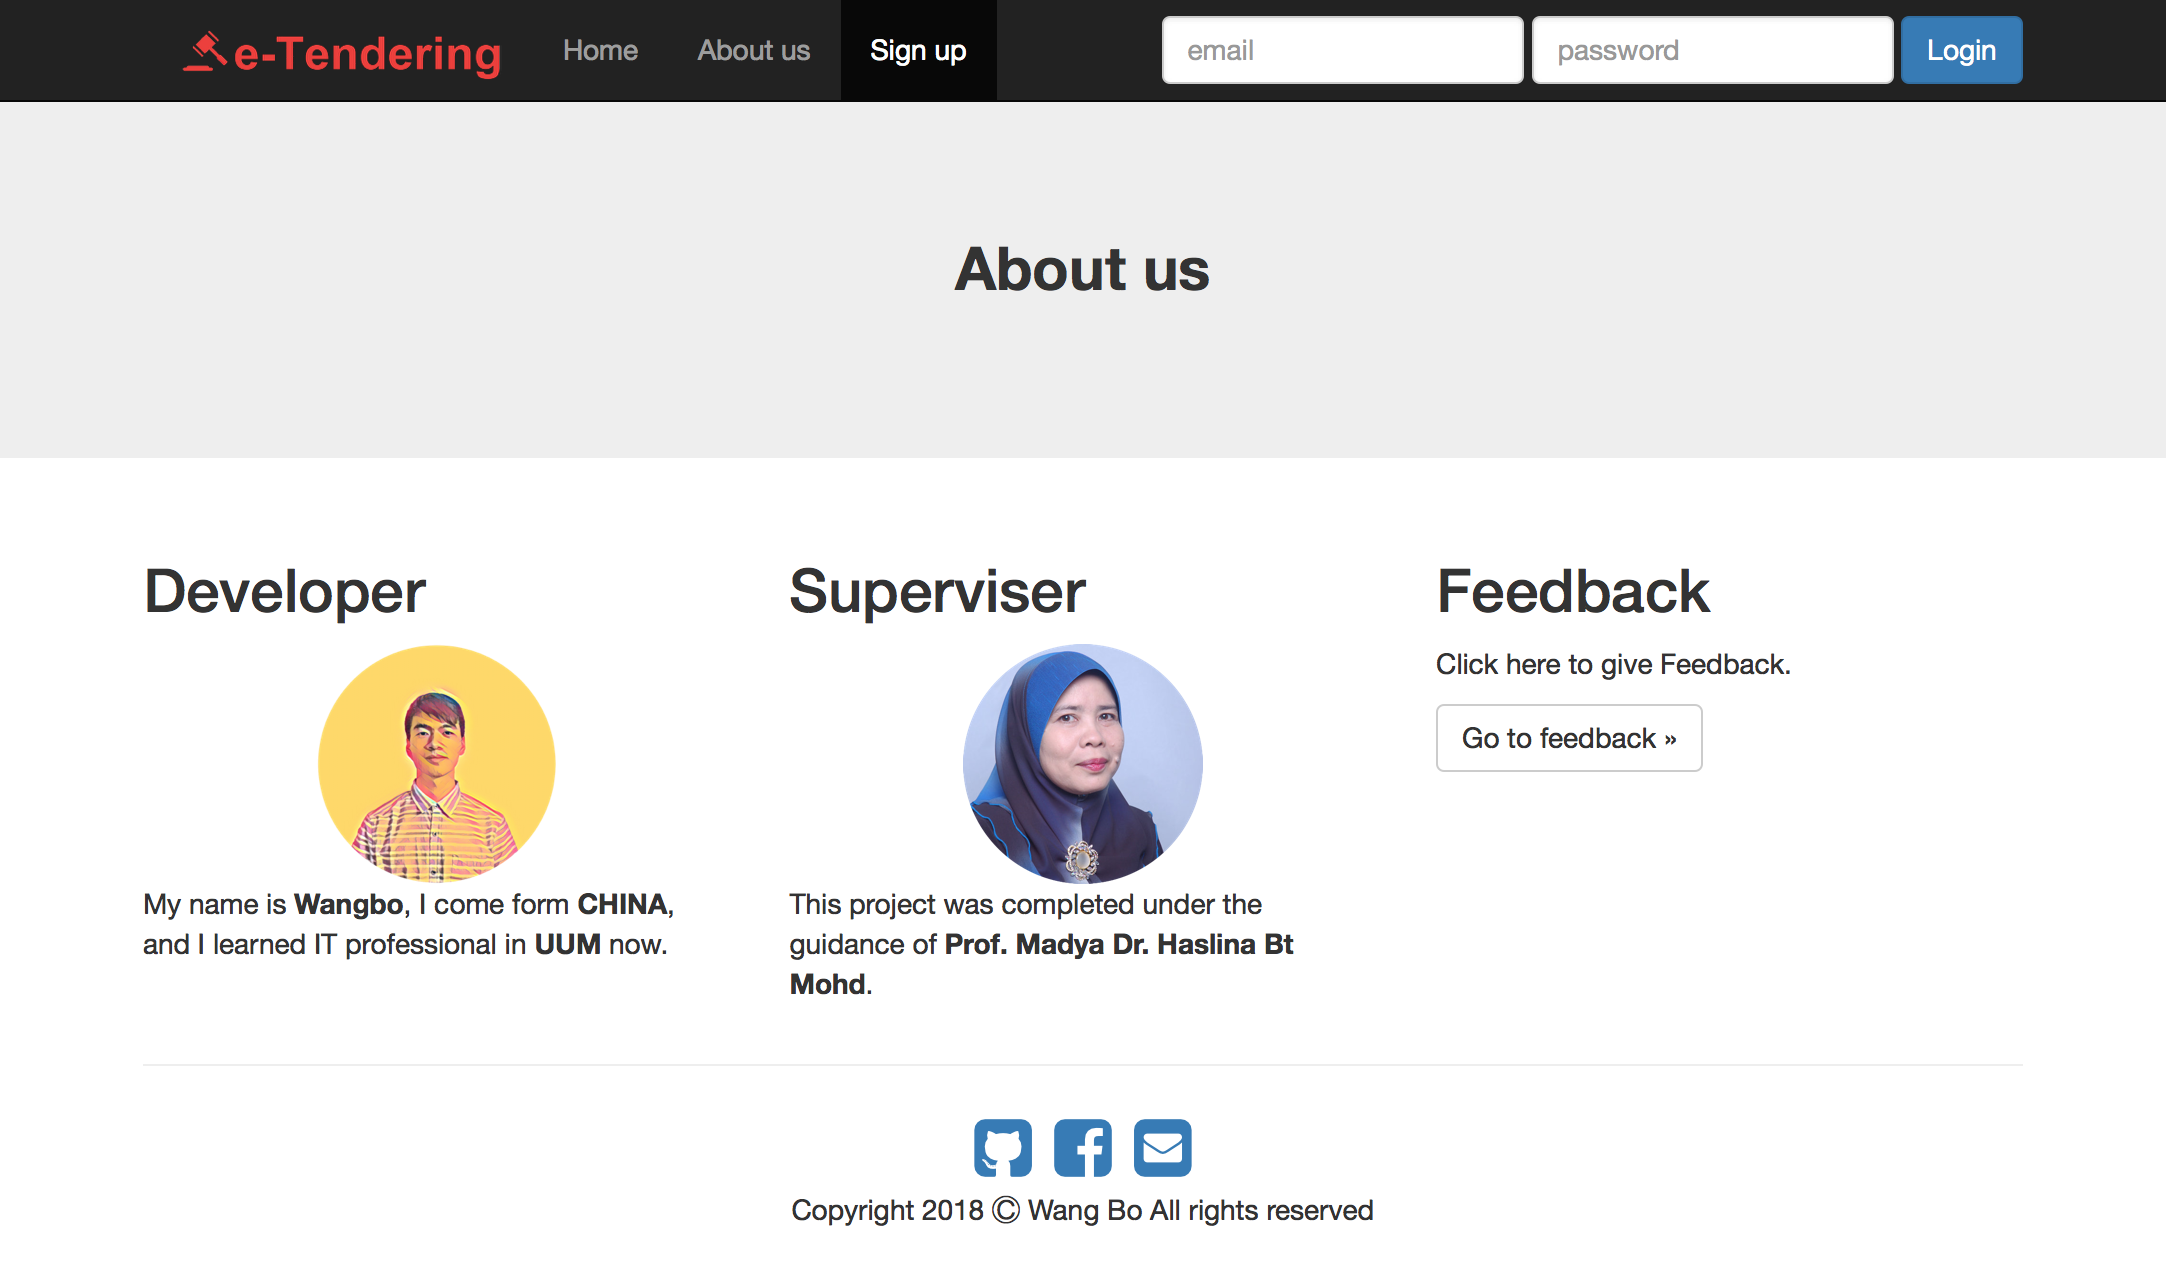 e-Tendering Home About us Sign up email password Login
About us
Developer
My name is Wangbo, I come form CHINA,
and I learned IT professional in UUM now.
Superviser
This project was completed under the
guidance of Prof. Madya Dr. Haslina Bt
Mohd.
Feedback
Click here to give Feedback.
Go to feedback »
Copyright 2018 Ⓒ Wang Bo All rights reserved